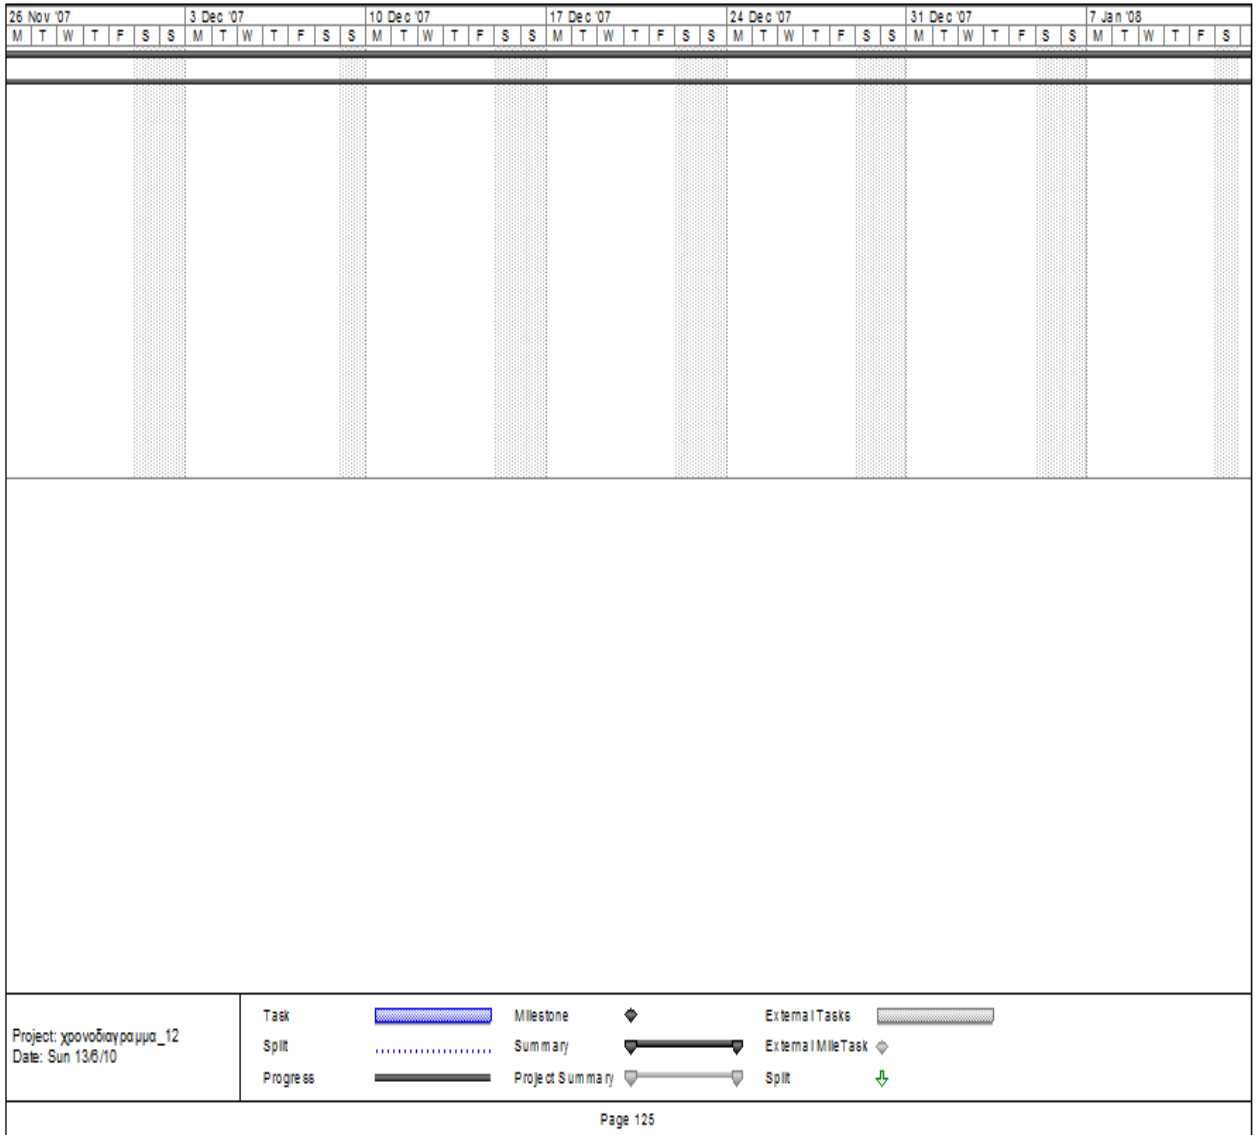 26 Nov '07 3 Dec '07 10 Dec '07 17 Dec '07 24 Dec '07 31 Dec '07 7 Jan '08
M T W T F S S M T W T F S S M T W T F S S M T W T F S S M T W T F S S M T W T F S S M T W T F S
Project: χρονοδιαγραμμα_12
Date: Sun 13/6/10
Task Milestone External Tasks
Split Summary External MileTask
Progress Project Summary Split
Page 125